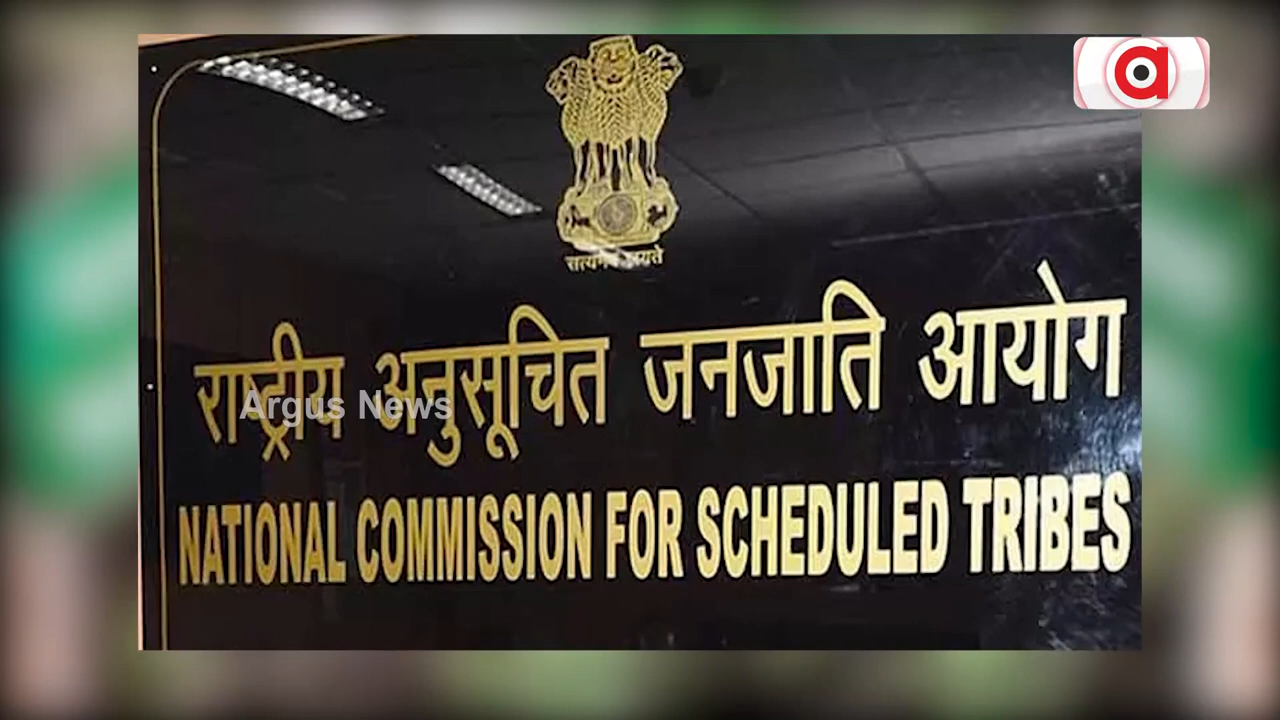 a
सत्यमेव जयते
राष्ट्रीय अनुसूचित जनजाति आयोग
Argus News
NATIONAL COMMISSION FOR SCHEDULED TRIBES